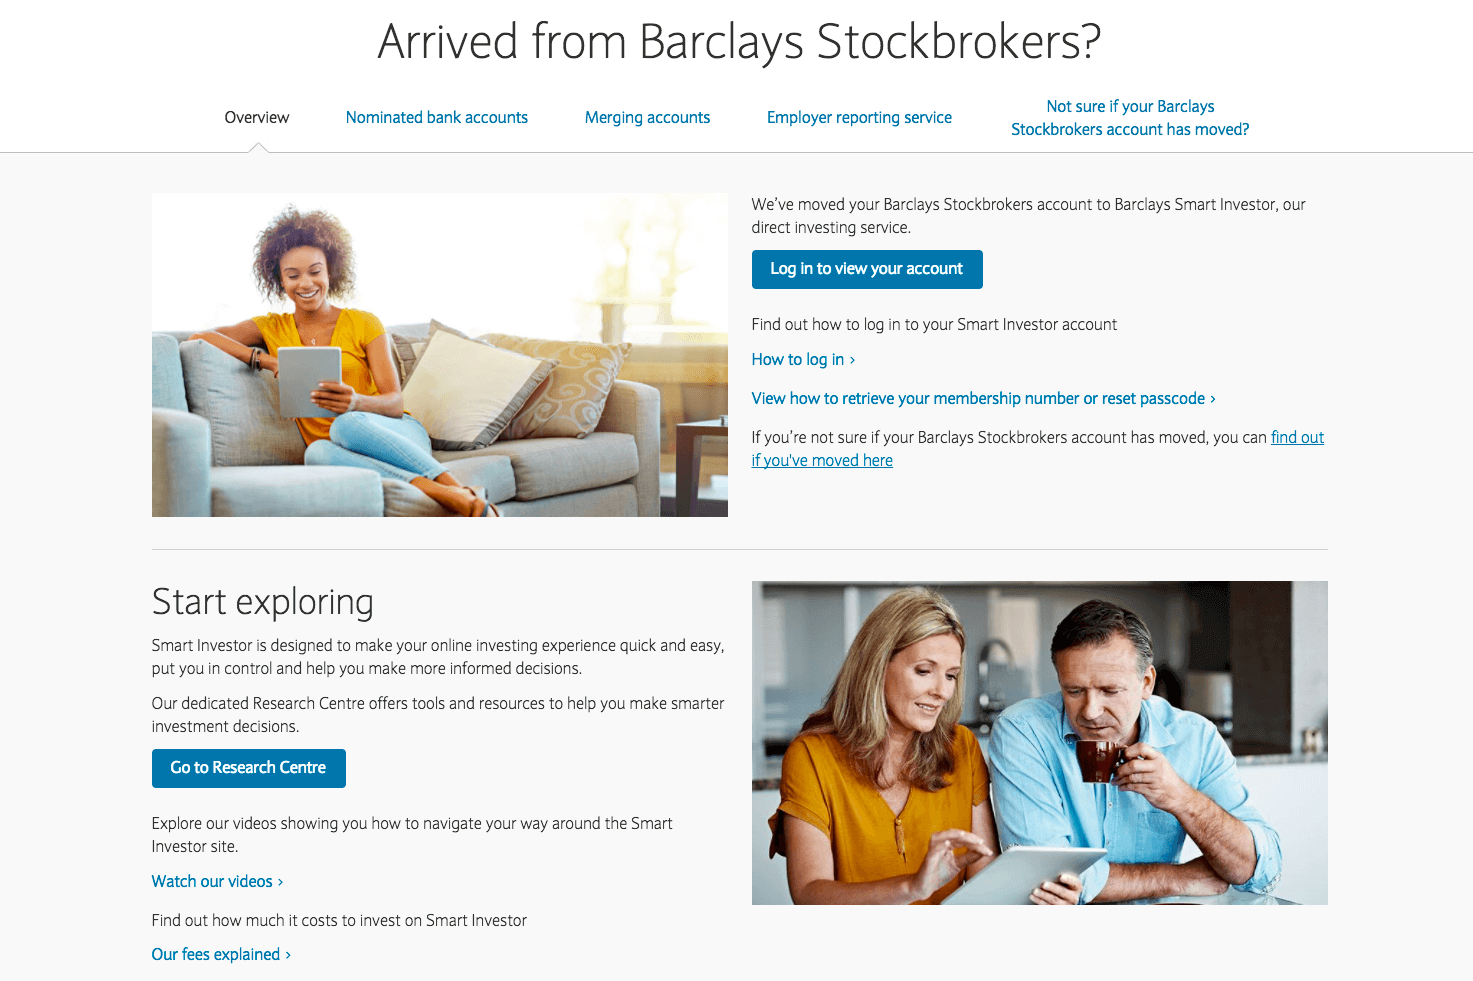 Arrived from Barclays Stockbrokers?
Overview
Nominated bank accounts
Merging accounts
Employer reporting service
Not sure if your Barclays
Stockbrokers account has moved?
We’ve moved your Barclays Stockbrokers account to Barclays Smart Investor, our
direct investing service.
Log in to view your account
Find out how to log in to your Smart Investor account
How to log in ›
View how to retrieve your membership number or reset passcode ›
If you’re not sure if your Barclays Stockbrokers account has moved, you can find out
if you've moved here
Start exploring
Smart Investor is designed to make your online investing experience quick and easy,
put you in control and help you make more informed decisions.
Our dedicated Research Centre offers tools and resources to help you make smarter
investment decisions.
Go to Research Centre
Explore our videos showing you how to navigate your way around the Smart
Investor site.
Watch our videos ›
Find out how much it costs to invest on Smart Investor
Our fees explained ›